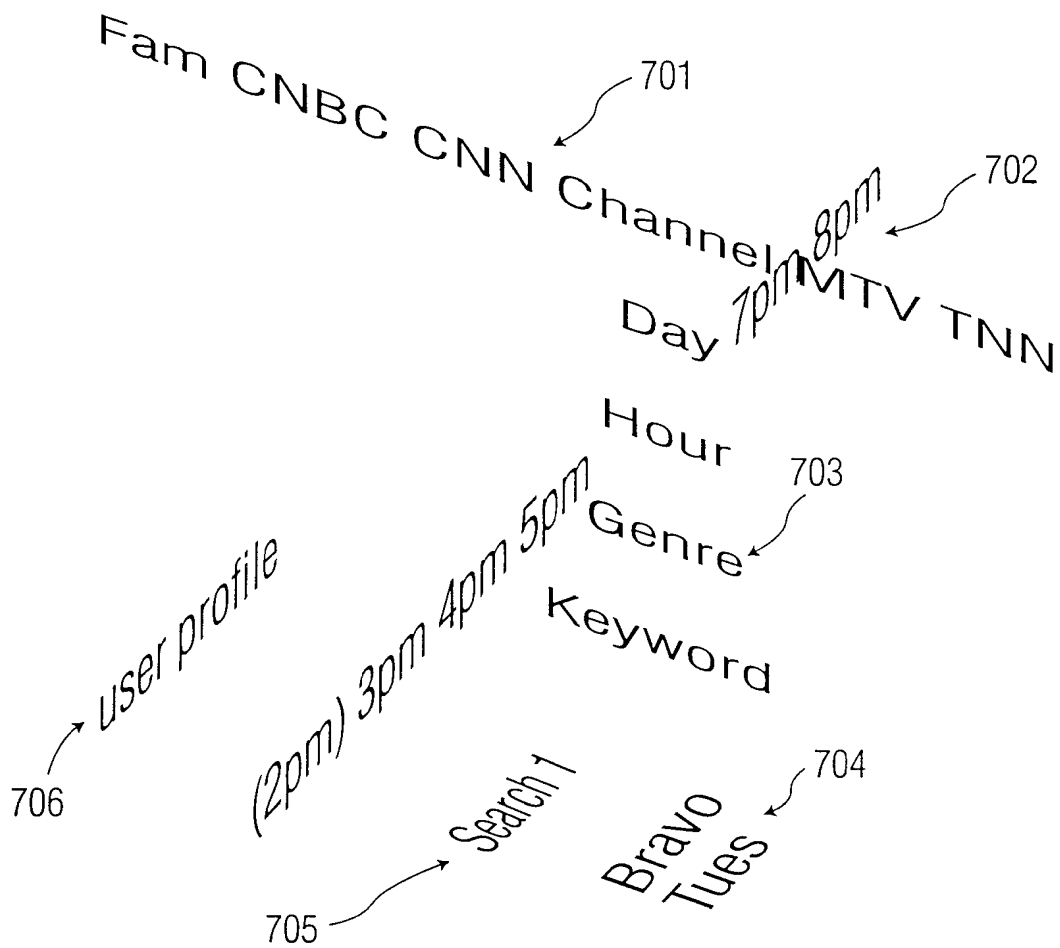 Fam CNBC CNN Channel MTV TNN
701
702
7pm 8pm
Day
Hour
Genre
703
Keyword
(2pm) 3pm 4pm 5pm
user profile
706
Search 1
705
Bravo
Tues
704